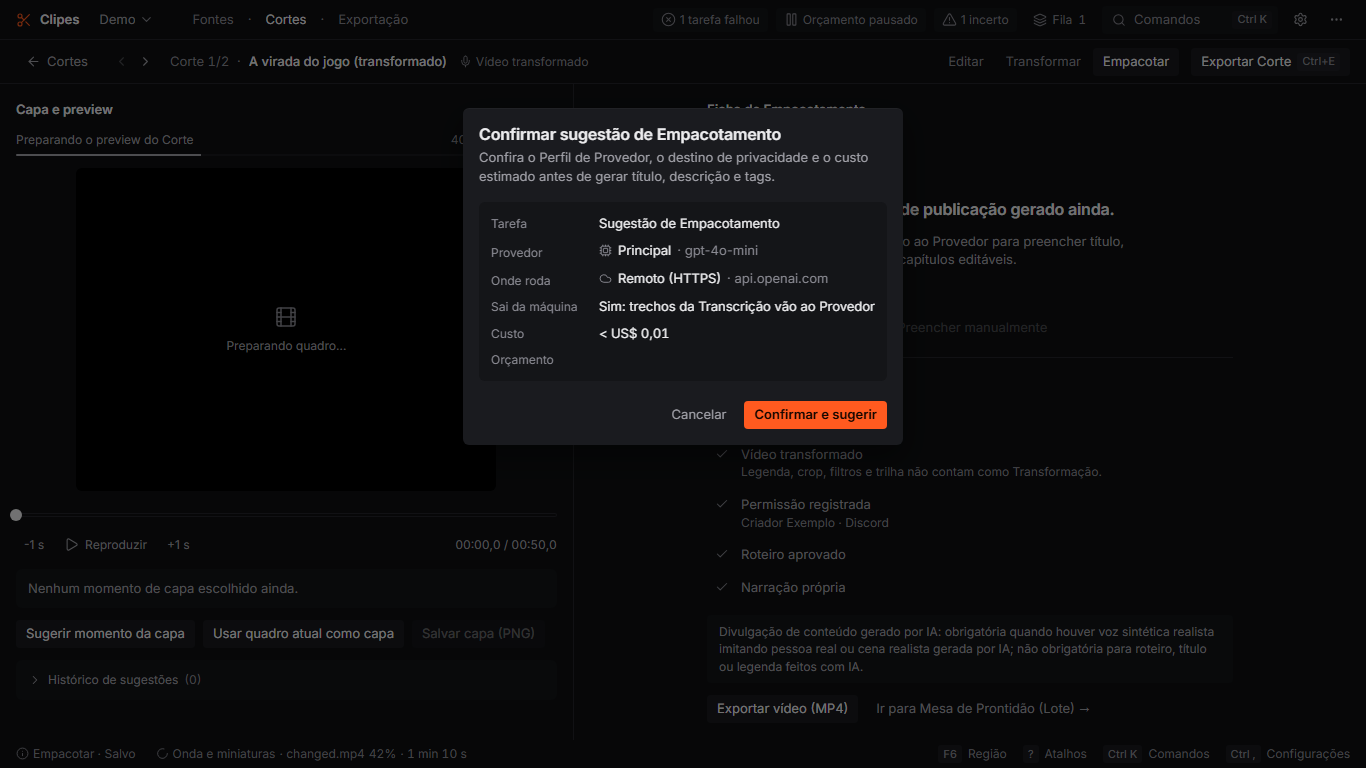 Clipes Demo Fontes · Cortes · Exportação 1 tarefa falhou Orçamento pausado 1 incerto Fila 1 Comandos Ctrl K
Cortes Corte 1/2 · A virada do jogo (transformado) Vídeo transformado Editar Transformar Empacotar Exportar Corte Ctrl+E
Capa e preview
Preparando o preview do Corte
Preparando quadro...
-1 s Reproduzir +1 s 00:00,0 / 00:50,0
Nenhum momento de capa escolhido ainda.
Sugerir momento da capa Usar quadro atual como capa Salvar capa (PNG)
Histórico de sugestões (0)
Confirmar sugestão de Empacotamento
Confira o Perfil de Provedor, o destino de privacidade e o custo
estimado antes de gerar título, descrição e tags.
Tarefa Sugestão de Empacotamento
Provedor Principal · gpt-4o-mini
Onde roda Remoto (HTTPS) · api.openai.com
Sai da máquina Sim: trechos da Transcrição vão ao Provedor
Custo < US$ 0,01
Orçamento
Cancelar Confirmar e sugerir
de publicação gerado ainda.
ao Provedor para preencher título,
capítulos editáveis.
Preencher manualmente
Vídeo transformado
Legenda, crop, filtros e trilha não contam como Transformação.
Permissão registrada
Criador Exemplo · Discord
Roteiro aprovado
Narração própria
Divulgação de conteúdo gerado por IA: obrigatória quando houver voz sintética realista
imitando pessoa real ou cena realista gerada por IA; não obrigatória para roteiro, título
ou legenda feitos com IA.
Exportar vídeo (MP4) Ir para Mesa de Prontidão (Lote) →
Empacotar · Salvo Onda e miniaturas · changed.mp4 42% · 1 min 10 s F6 Região ? Atalhos Ctrl K Comandos Ctrl , Configurações